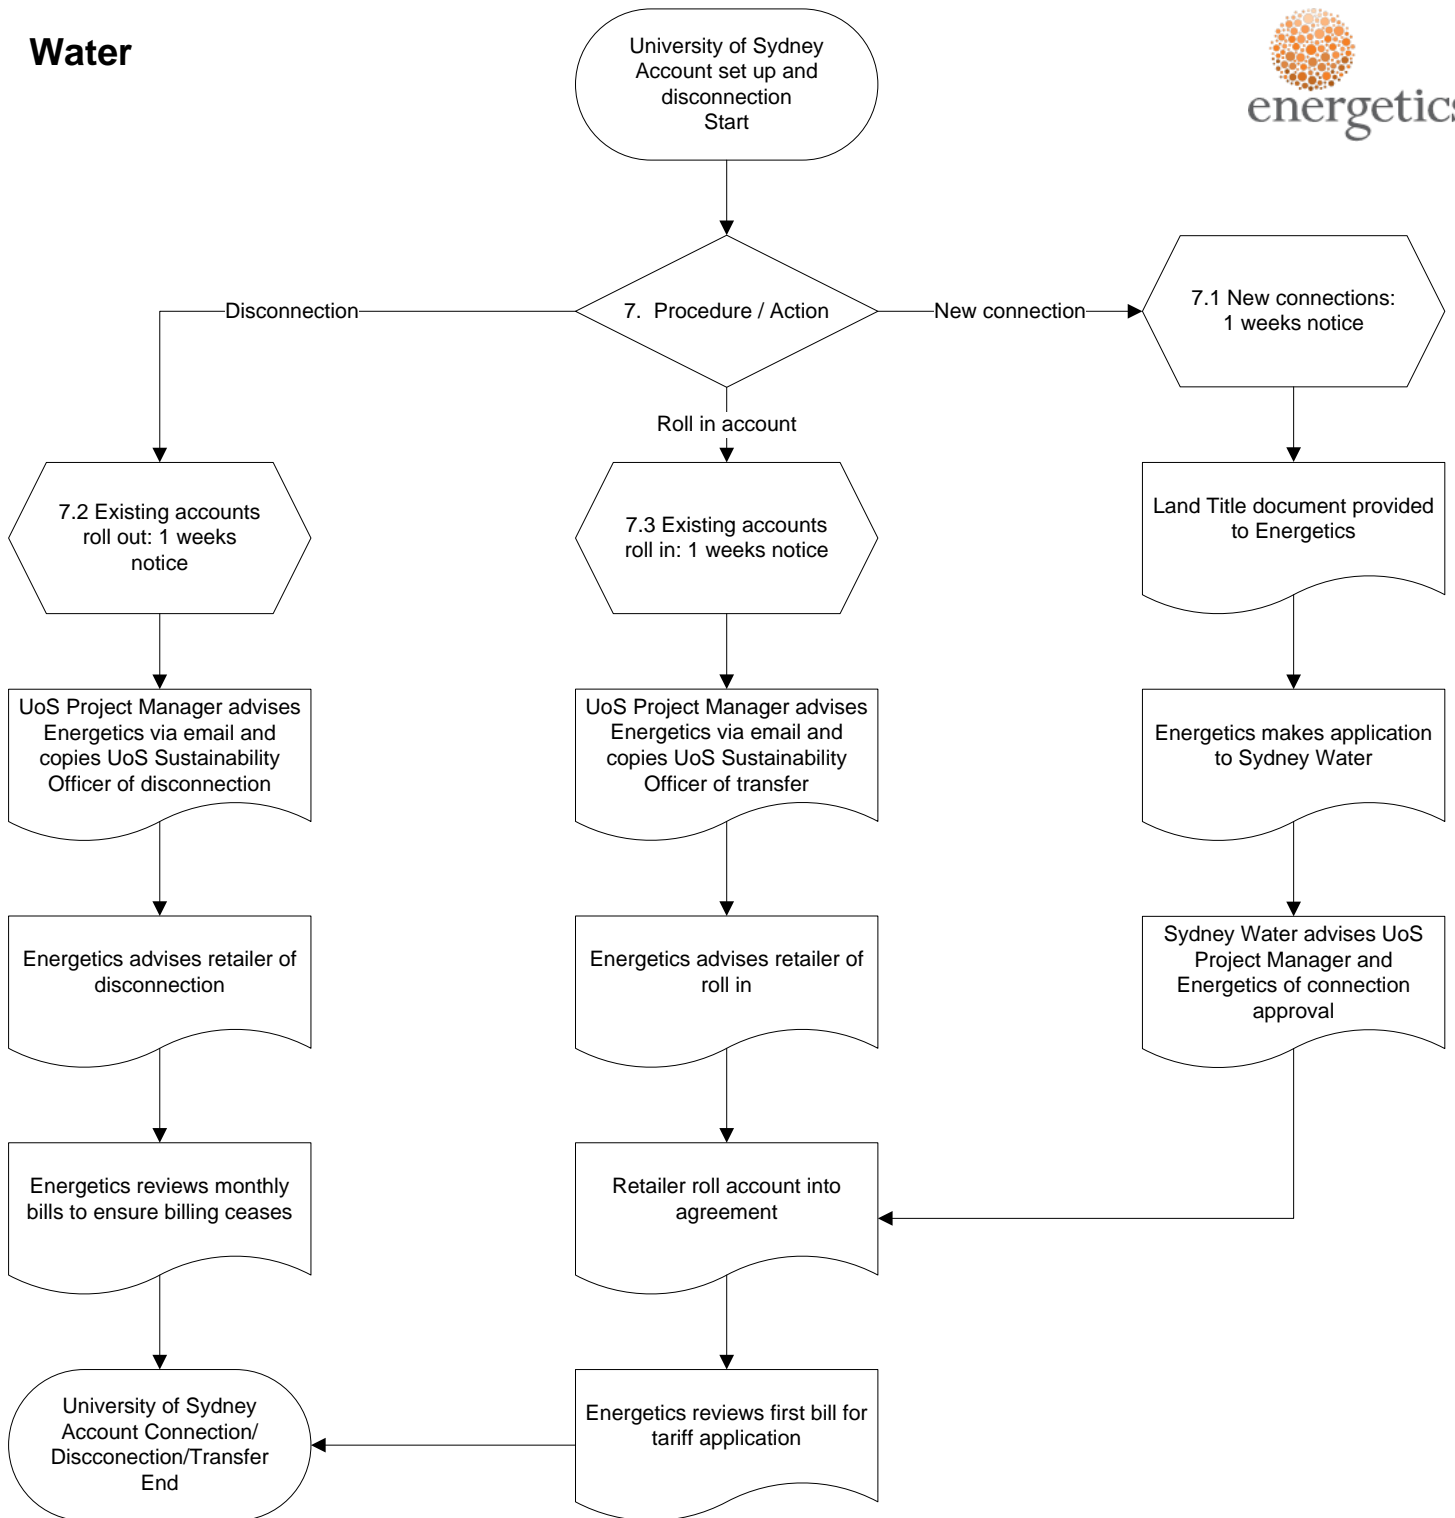 Water
University of Sydney
Account set up and
disconnection
Start
energetics
Disconnection
7.  Procedure / Action
New connection
7.1 New connections:
1 weeks notice
Roll in account
7.2 Existing accounts
roll out: 1 weeks
notice
7.3 Existing accounts
roll in: 1 weeks notice
Land Title document provided
to Energetics
UoS Project Manager advises
Energetics via email and
copies UoS Sustainability
Officer of disconnection
UoS Project Manager advises
Energetics via email and
copies UoS Sustainability
Officer of transfer
Energetics makes application
to Sydney Water
Energetics advises retailer of
disconnection
Energetics advises retailer of
roll in
Sydney Water advises UoS
Project Manager and
Energetics of connection
approval
Energetics reviews monthly
bills to ensure billing ceases
Retailer roll account into
agreement
University of Sydney
Account Connection/
Discconection/Transfer
End
Energetics reviews first bill for
tariff application